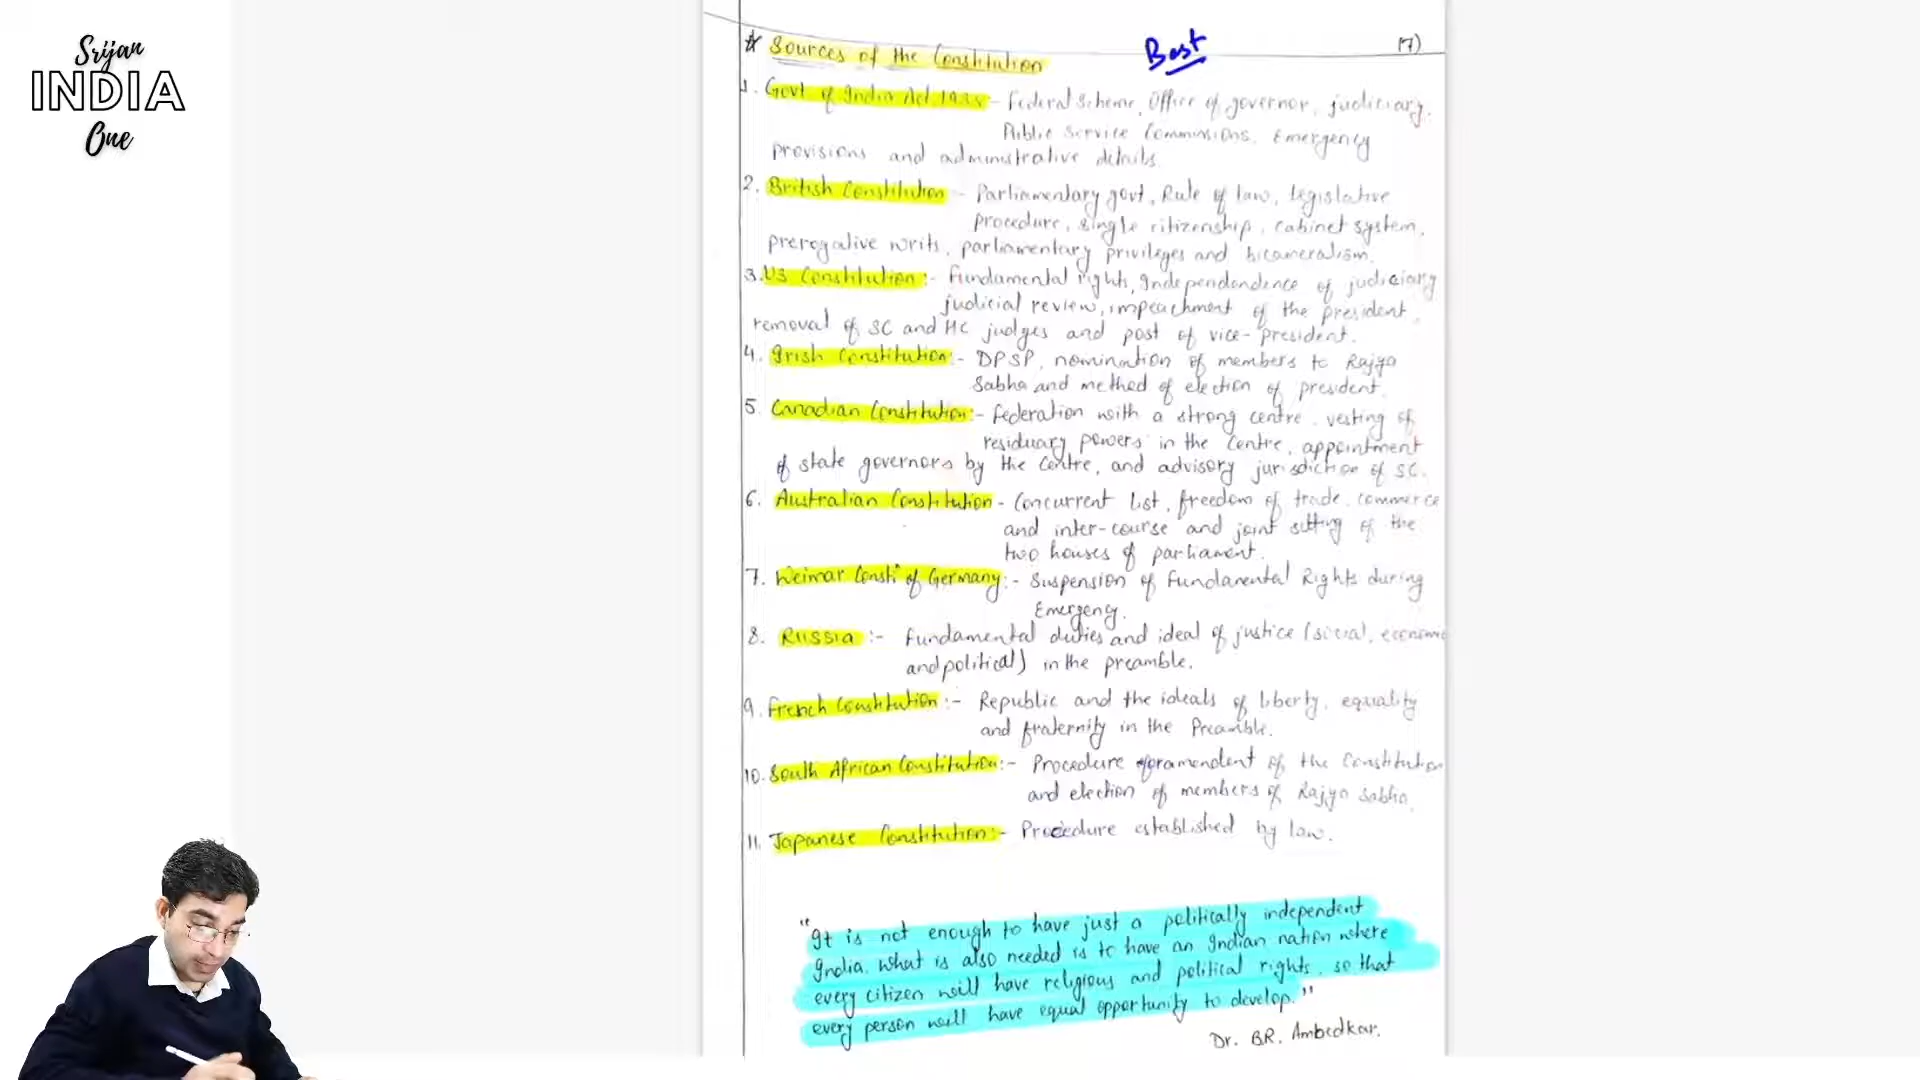 Srijan
INDIA
One
☆ Sources of the Constitution
Best
(7)
1. Govt of India Act, 1935 :- Federal Scheme, Office of governor, judiciary,
Public Service Commissions, Emergency
provisions and administrative details.
2. British Constitution :- Parliamentary govt, Rule of law, legislative
procedure, single citizenship, cabinet system,
prerogative writs, parliamentary privileges and bicameralism.
3. US Constitution :- Fundamental rights, Independendence of judiciary
judicial review, impeachment of the president,
removal of SC and HC judges and post of vice-president.
4. Irish Constitution :- DPSP, nomination of members to Rajya
Sabha and method of election of president.
5. Canadian Constitution :- Federation with a strong centre, vesting of
residuary powers in the Centre, appointment
of state governors by the Centre, and advisory jurisdiction of SC.
6. Australian Constitution - Concurrent List, freedom of trade, commerce
and inter-course and joint sitting of the
two houses of parliament.
7. Weimar Consti of Germany :- Suspension of Fundamental Rights during
Emergency.
8. Russia :- Fundamental duties and ideal of justice (social, economic
and political) in the preamble.
9. French Constitution :- Republic and the ideals of liberty, equality
and fraternity in the Preamble.
10. South African Constitution :- Procedure of the Constitution
and election of members of Rajya Sabha.
11. Japanese Constitution :- Procedure established by law.
"It is not enough to have just a politically independent
India. What is also needed is to have an Indian nation where
every citizen will have religious and political rights, so that
every person will have equal opportunity to develop."
Dr. B.R. Ambedkar.